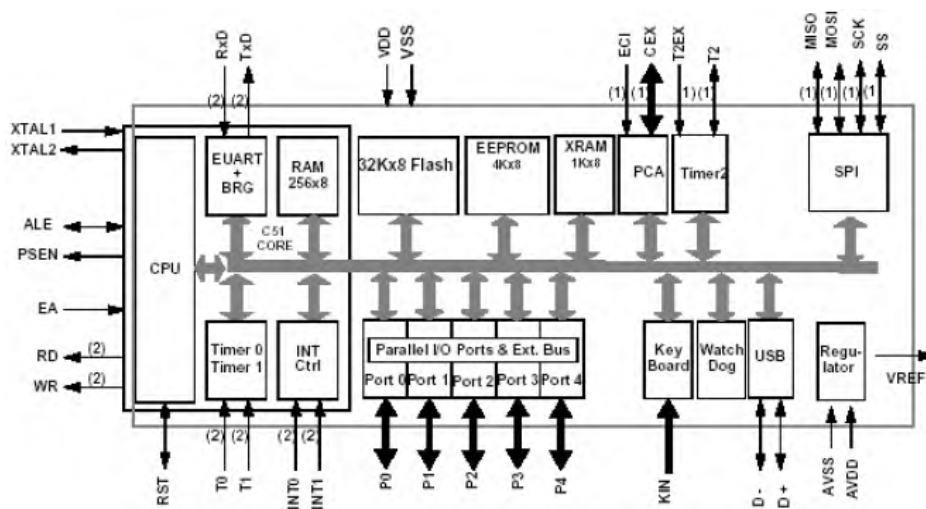 RxD
TxD
VDD
VSS
ECI
CEX
T2EX
T2
MISO
MOSI
SCK
SS
(2) (2)
(1) (1) (1) (1)
(1) (1) (1) (1
XTAL1
XTAL2
ALE
PSEN
EA
RD (2)
WR (2)
CPU
EUART
+
BRG
RAM
256x8
C51
CORE
32Kx8 Flash
EEPROM
4Kx8
XRAM
1Kx8
PCA
Timer2
SPI
Timer 0
Timer 1
INT
Ctrl
Parallel I/O Ports & Ext. Bus
Port 0 Port 1 Port 2 Port 3 Port 4
Key
Board
Watch
Dog
USB
Regu-
lator
VREF
(2) (2) (2) (2)
RST
T0
T1
INT0
INT1
P0
P1
P2
P3
P4
KIN
D -
D +
AVSS
AVDD